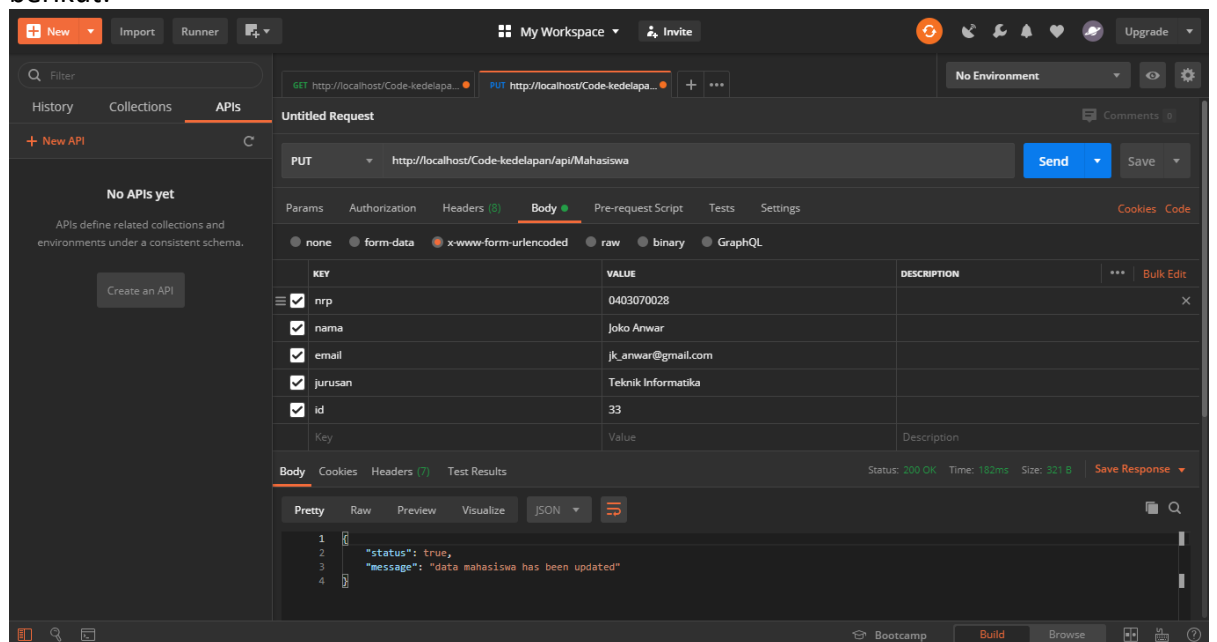 berikut:
New Import Runner My Workspace Invite Upgrade
Filter
GET http://localhost/Code-kedelapa... PUT http://localhost/Code-kedelapa... + ••• No Environment
History Collections APIs
Untitled Request Comments 0
+ New API
PUT http://localhost/Code-kedelapan/api/Mahasiswa Send Save
No APIs yet
APIs define related collections and
environments under a consistent schema.
Create an API
Params Authorization Headers (8) Body Pre-request Script Tests Settings Cookies Code
none form-data x-www-form-urlencoded raw binary GraphQL
KEY VALUE DESCRIPTION ••• Bulk Edit
nrp 0403070028
nama Joko Anwar
email jk_anwar@gmail.com
jurusan Teknik Informatika
id 33
Key Value Description
Body Cookies Headers (7) Test Results Status: 200 OK Time: 182ms Size: 321 B Save Response
Pretty Raw Preview Visualize JSON
1 {
2 "status": true,
3 "message": "data mahasiswa has been updated"
4 }
Bootcamp Build Browse